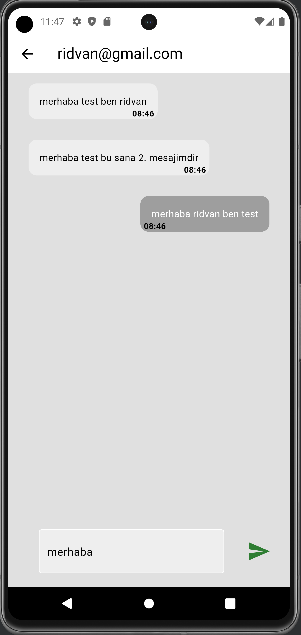 11:47
ridvan@gmail.com
merhaba test ben ridvan
08:46
merhaba test bu sana 2. mesajimdir
08:46
merhaba ridvan ben test
08:46
merhaba